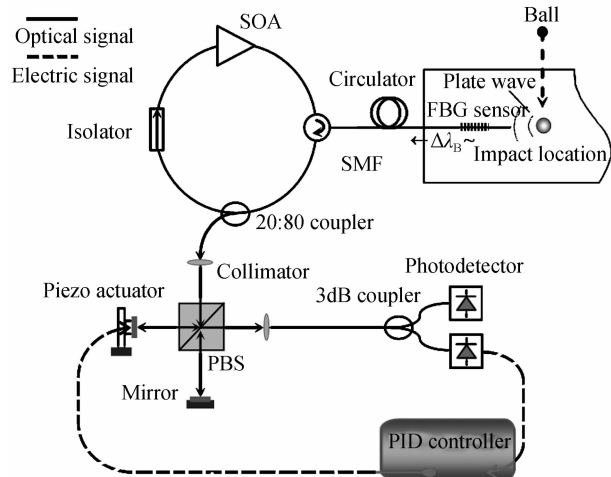 Optical signal
Electric signal
SOA
Isolator
Circulator
SMF
Ball
Plate wave
FBG sensor
←Δλ_B~
Impact location
20:80 coupler
Collimator
Piezo actuator
PBS
Mirror
3dB coupler
Photodetector
PID controller